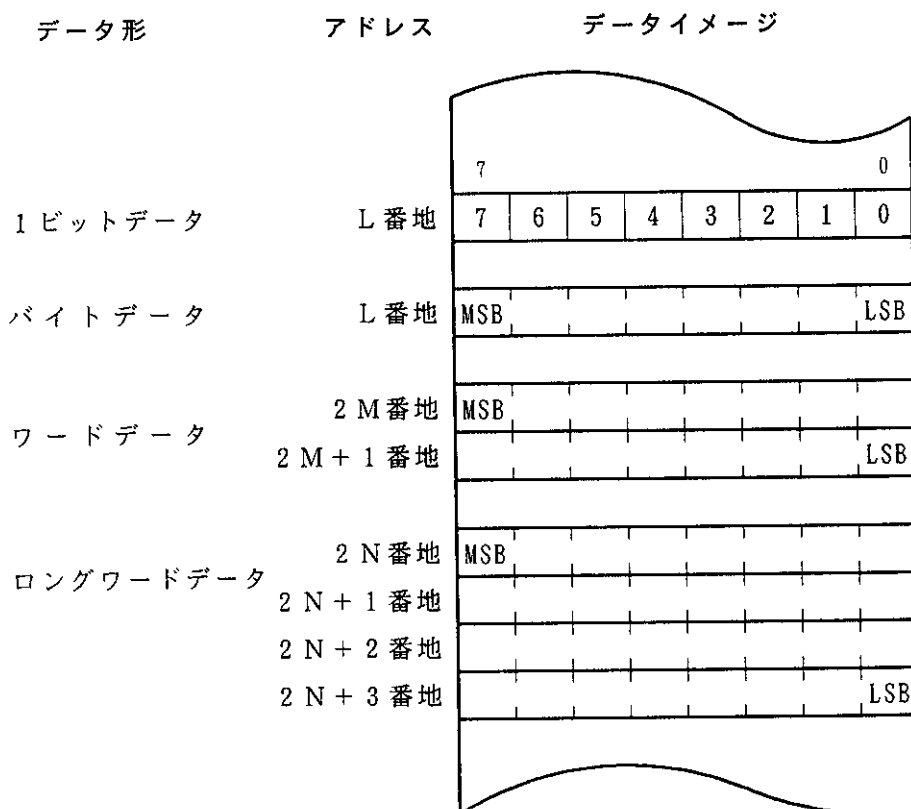 データ形 アドレス データイメージ
7 0
1ビットデータ L番地 7 6 5 4 3 2 1 0
バイトデータ L番地 MSB LSB
2M番地 MSB
ワードデータ
2M+1番地 LSB
2N番地 MSB
ロングワードデータ
2N+1番地
2N+2番地
2N+3番地 LSB